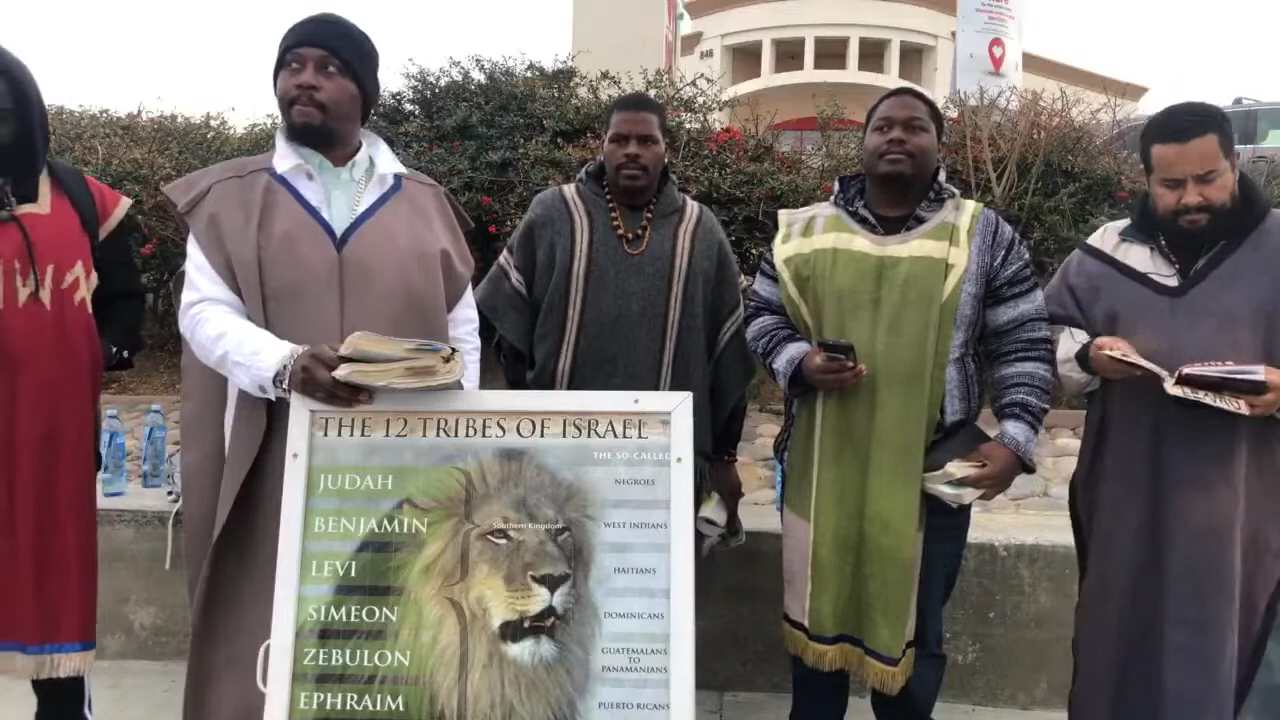 846
THE 12 TRIBES OF ISRAEL
THE SO-CALLED
JUDAH
NEGROES
BENJAMIN
Southern Kingdom
WEST INDIANS
LEVI
HAITIANS
SIMEON
DOMINICANS
ZEBULON
GUATEMALANS
TO
PANAMANIANS
EPHRAIM
PUERTO RICANS